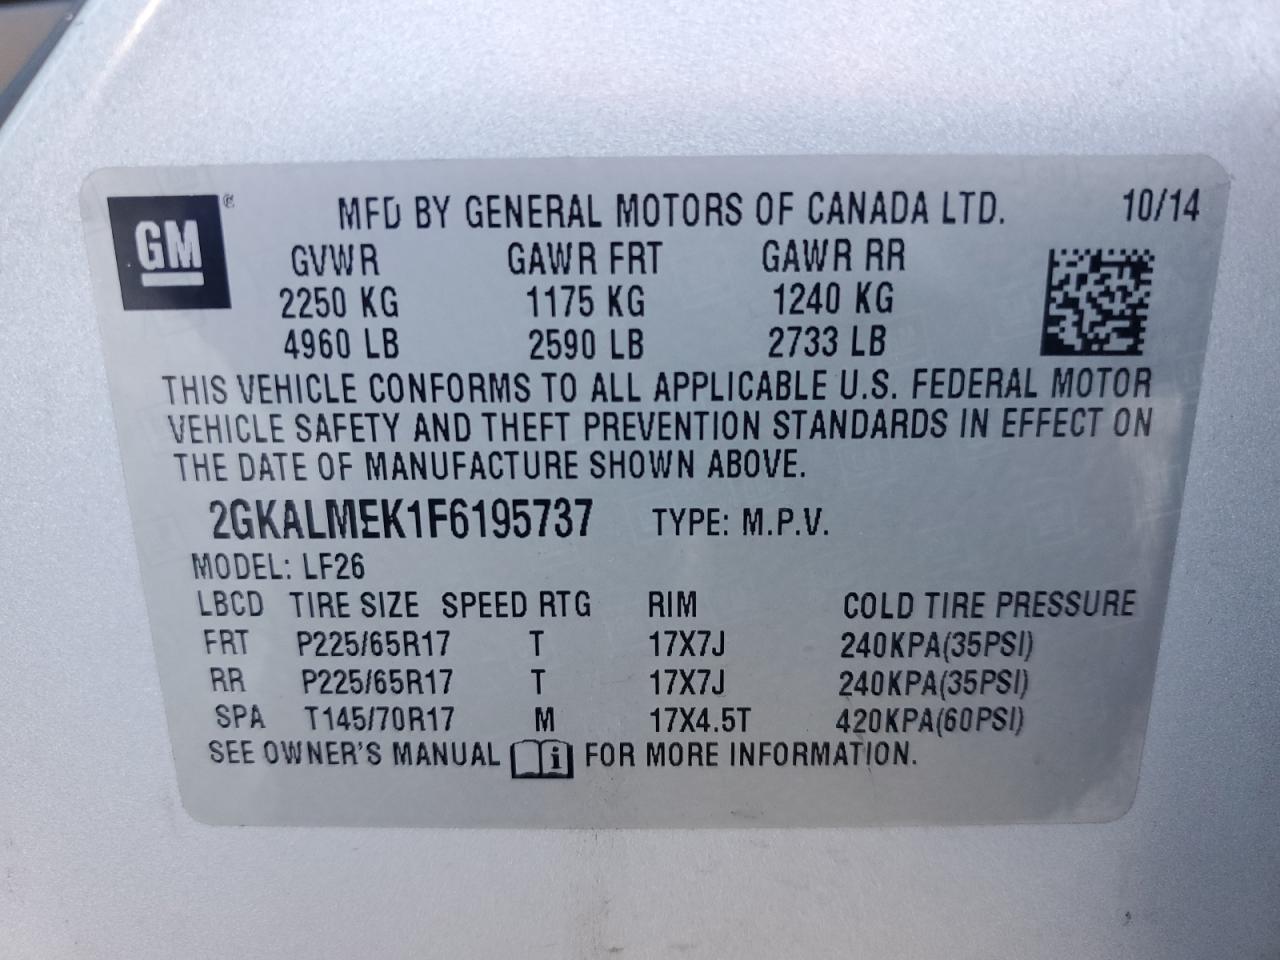 GM ®
MFD BY GENERAL MOTORS OF CANADA LTD. 10/14
GVWR GAWR FRT GAWR RR
2250 KG 1175 KG 1240 KG
4960 LB 2590 LB 2733 LB
THIS VEHICLE CONFORMS TO ALL APPLICABLE U.S. FEDERAL MOTOR
VEHICLE SAFETY AND THEFT PREVENTION STANDARDS IN EFFECT ON
THE DATE OF MANUFACTURE SHOWN ABOVE.
2GKALMEK1F6195737 TYPE: M.P.V.
MODEL: LF26
LBCD TIRE SIZE SPEED RTG RIM COLD TIRE PRESSURE
FRT P225/65R17 T 17X7J 240KPA(35PSI)
RR P225/65R17 T 17X7J 240KPA(35PSI)
SPA T145/70R17 M 17X4.5T 420KPA(60PSI)
SEE OWNER'S MANUAL i FOR MORE INFORMATION.